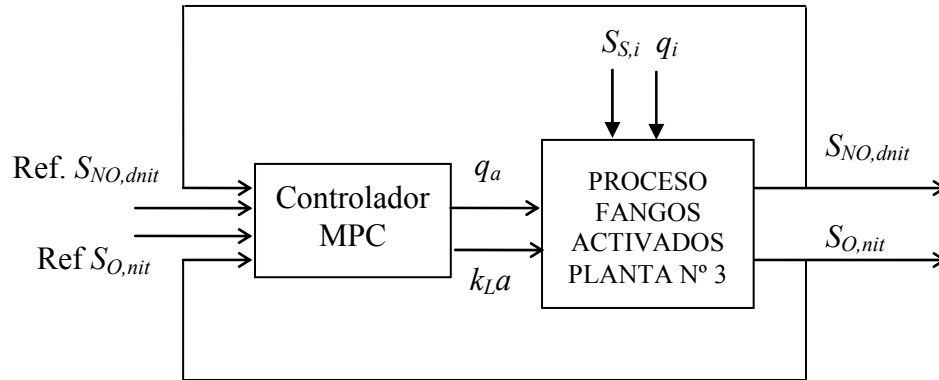 S_{S,i} q_i
Ref. S_{NO,dnit}
Ref S_{O,nit}
Controlador
MPC
q_a
k_La
PROCESO
FANGOS
ACTIVADOS
PLANTA Nº 3
S_{NO,dnit}
S_{O,nit}